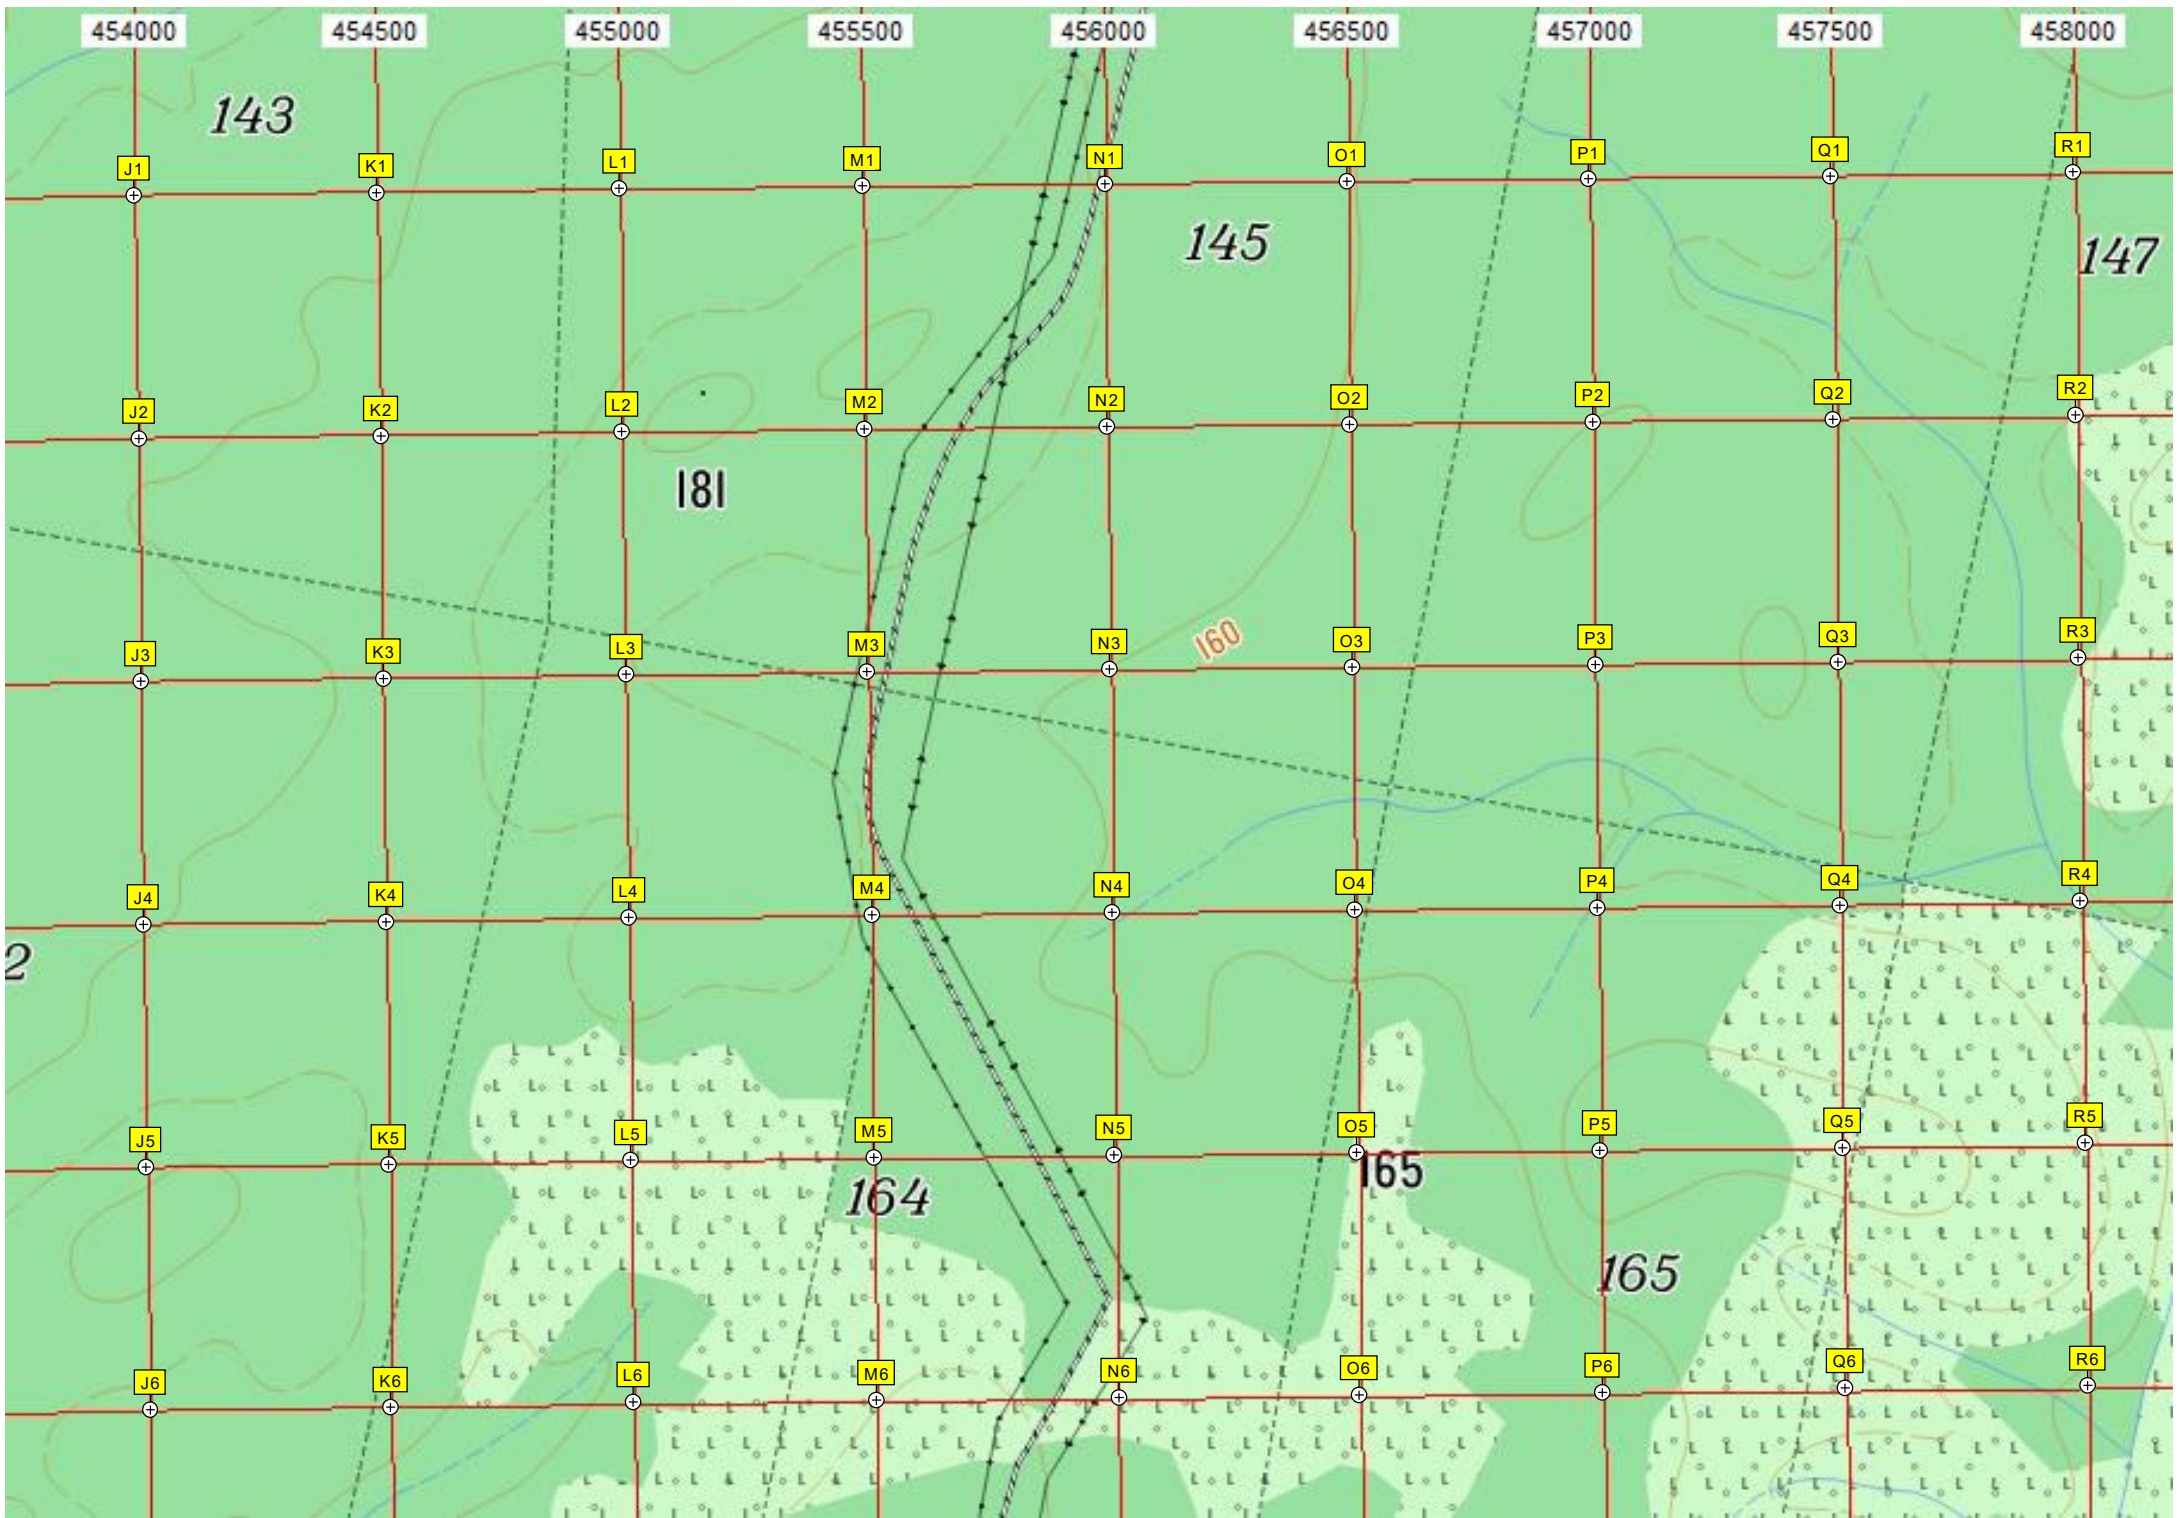 454000 454500 455000 455500 456000 456500 457000 457500 458000
143
J1 K1 L1 M1 N1 O1 P1 Q1 R1
145
147
J2 K2 L2 M2 N2 O2 P2 Q2 R2
181
160
J3 K3 L3 M3 N3 O3 P3 Q3 R3
J4 K4 L4 M4 N4 O4 P4 Q4 R4
2
J5 K5 L5 M5 N5 O5 P5 Q5 R5
165
164
165
J6 K6 L6 M6 N6 O6 P6 Q6 R6